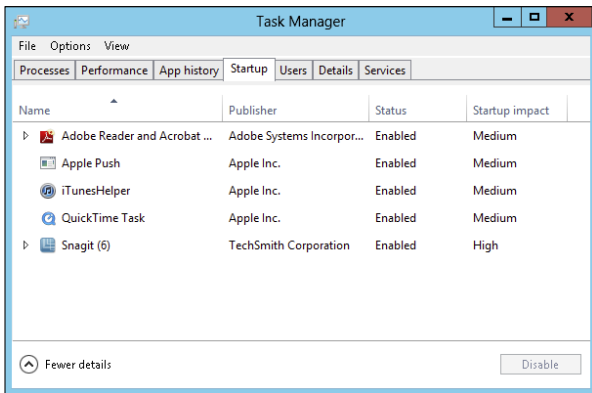 Task Manager
File Options View
Processes Performance App history Startup Users Details Services
Name Publisher Status Startup impact
Adobe Reader and Acrobat ... Adobe Systems Incorpor... Enabled Medium
Apple Push Apple Inc. Enabled Medium
iTunesHelper Apple Inc. Enabled Medium
QuickTime Task Apple Inc. Enabled Medium
Snagit (6) TechSmith Corporation Enabled High
Fewer details Disable